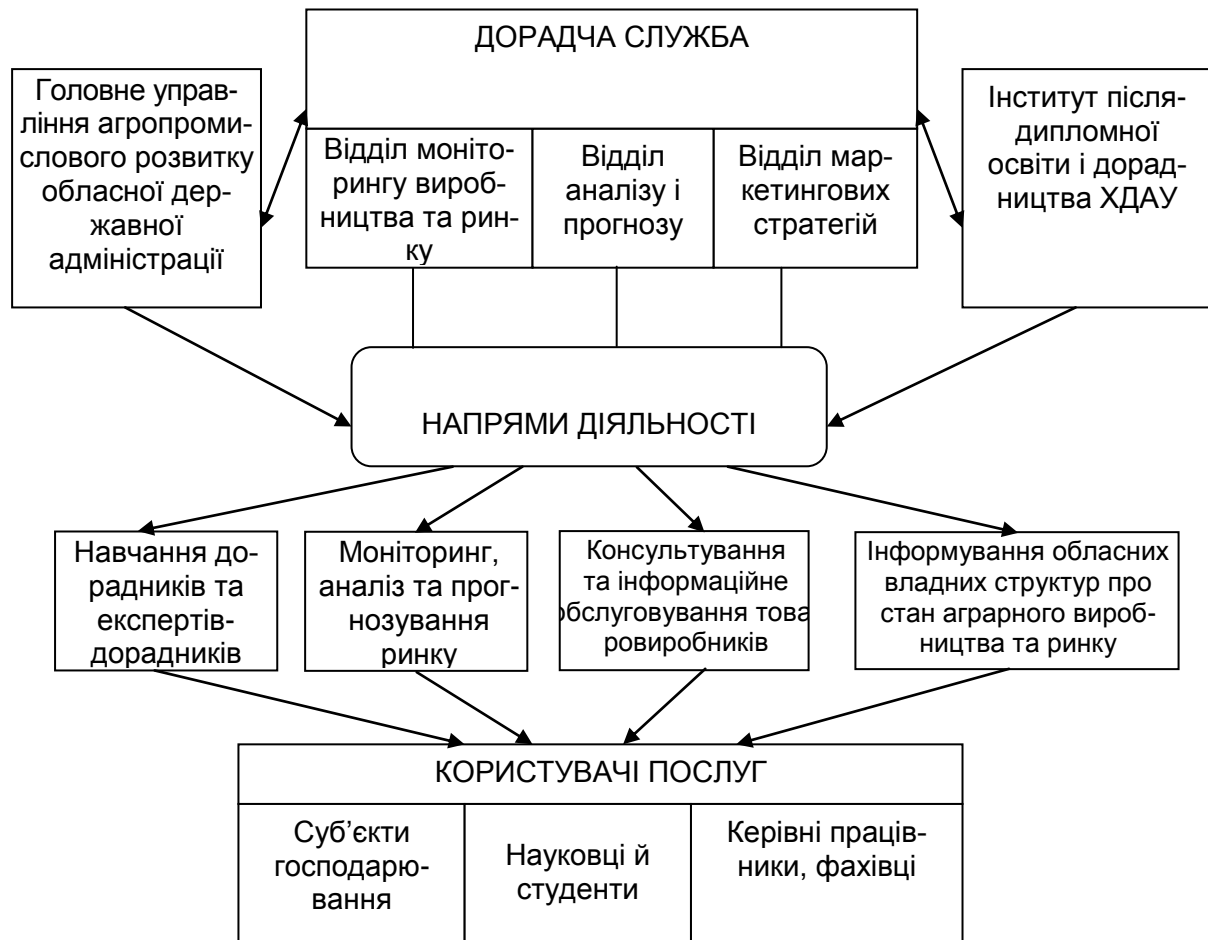 ДОРАДЧА СЛУЖБА
Головне управ-
ління агропроми-
слового розвитку
обласної дер-
жавної
адміністрації
Відділ моніто-
рингу вироб-
ництва та рин-
ку
Відділ
аналізу і
прогнозу
Відділ мар-
кетингових
стратегій
Інститут після-
дипломної
освіти і дорад-
ництва ХДАУ
НАПРЯМИ ДІЯЛЬНОСТІ
Навчання до-
радників та
експертів-
дорадників
Моніторинг,
аналіз та прог-
нозування
ринку
Консультування
та інформаційне
обслуговування това
ровиробників
Інформування обласних
владних структур про
стан аграрного вироб-
ництва та ринку
КОРИСТУВАЧІ ПОСЛУГ
Суб’єкти
господарю-
вання
Науковці й
студенти
Керівні праців-
ники, фахівці